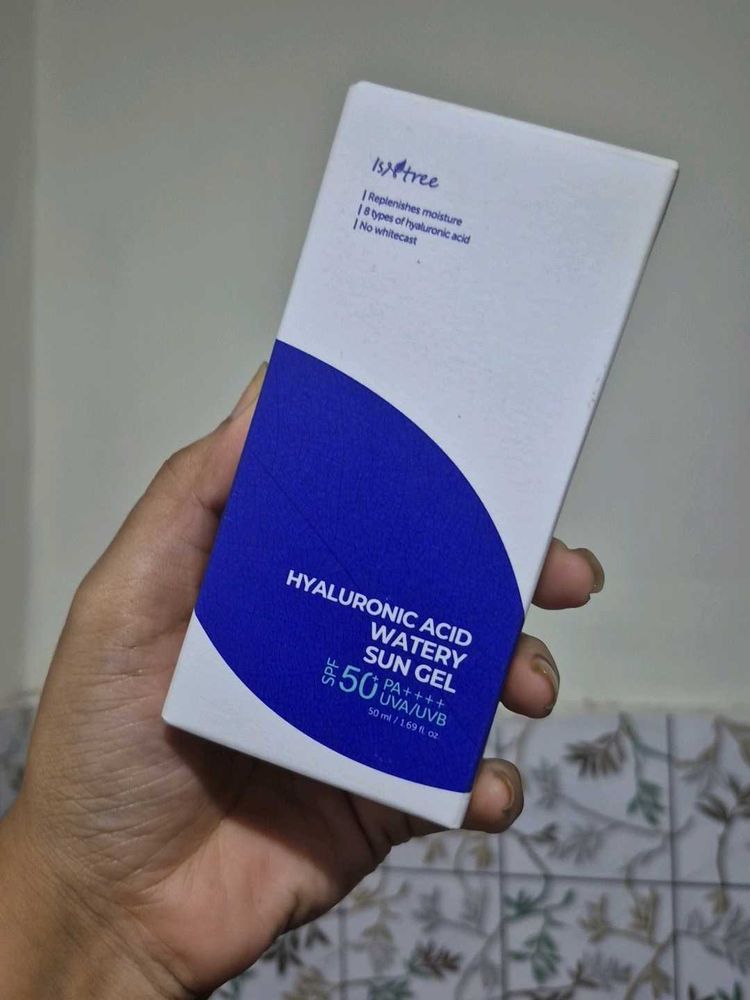 Isntree
Replenishes moisture
8 types of hyaluronic acid
No whitecast
HYALURONIC ACID
WATERY
SUN GEL
SPF 50+ PA++++
UVA/UVB
50 ml / 1.69 fl. oz